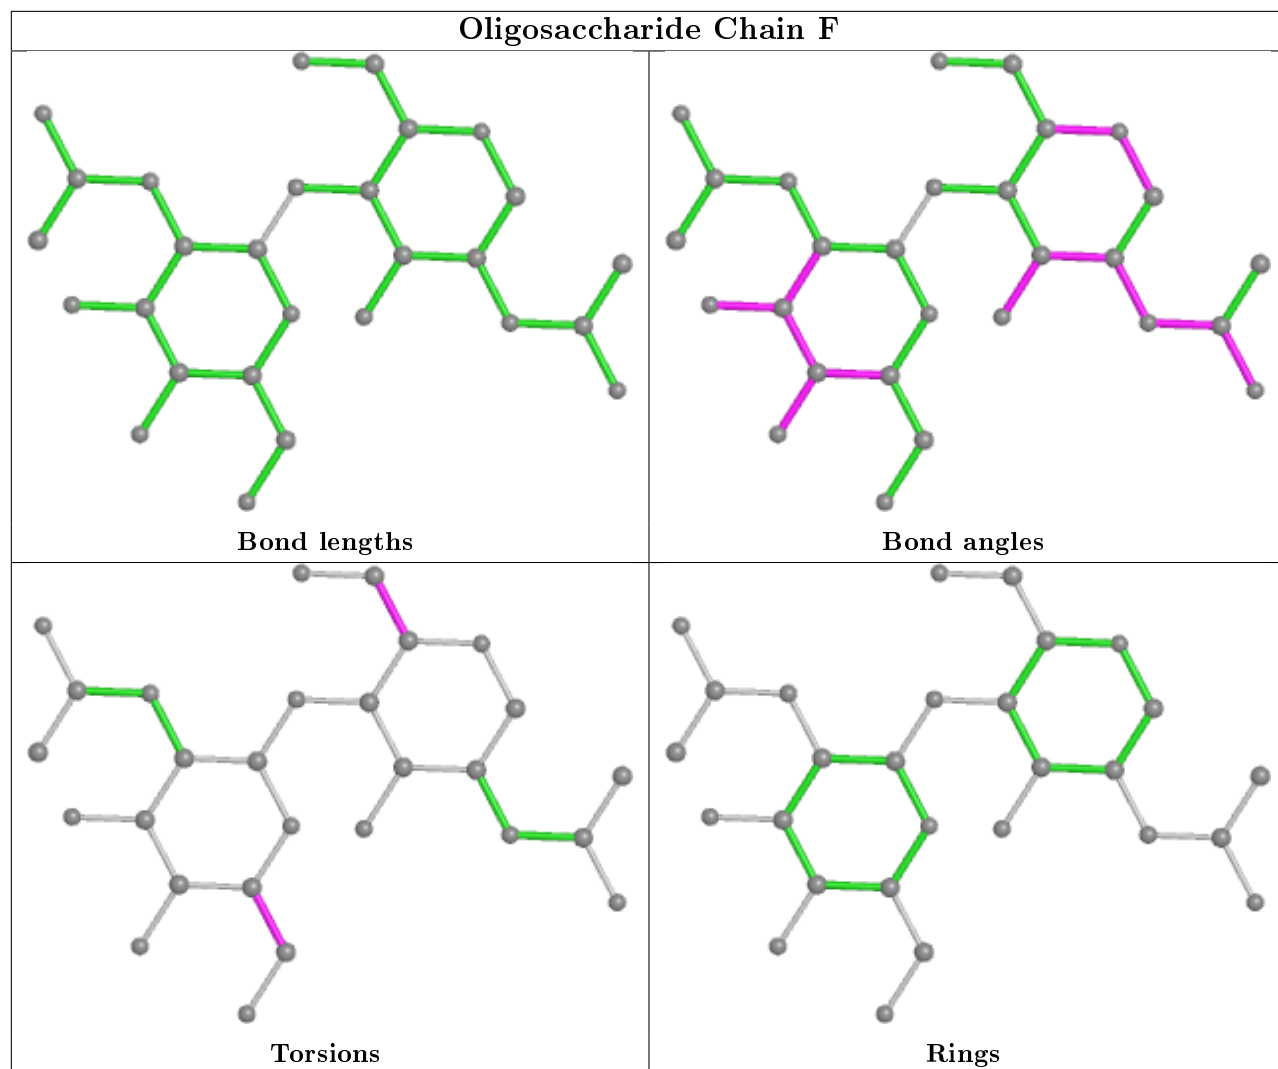 Oligosaccharide Chain F
Bond lengths
Bond angles
Torsions
Rings